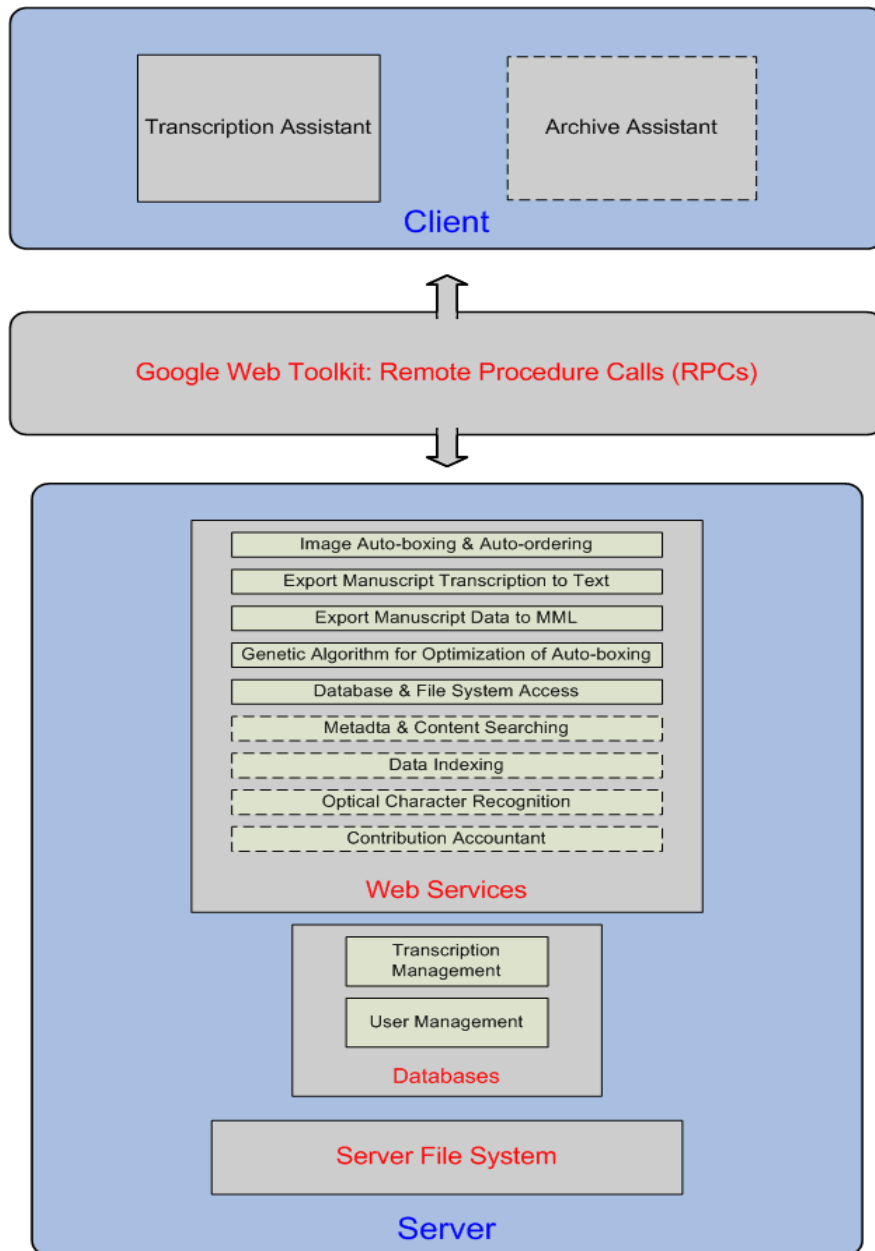 Transcription Assistant
Archive Assistant
Client
Google Web Toolkit: Remote Procedure Calls (RPCs)
Image Auto-boxing & Auto-ordering
Export Manuscript Transcription to Text
Export Manuscript Data to MML
Genetic Algorithm for Optimization of Auto-boxing
Database & File System Access
Metadta & Content Searching
Data Indexing
Optical Character Recognition
Contribution Accountant
Web Services
Transcription
Management
User Management
Databases
Server File System
Server